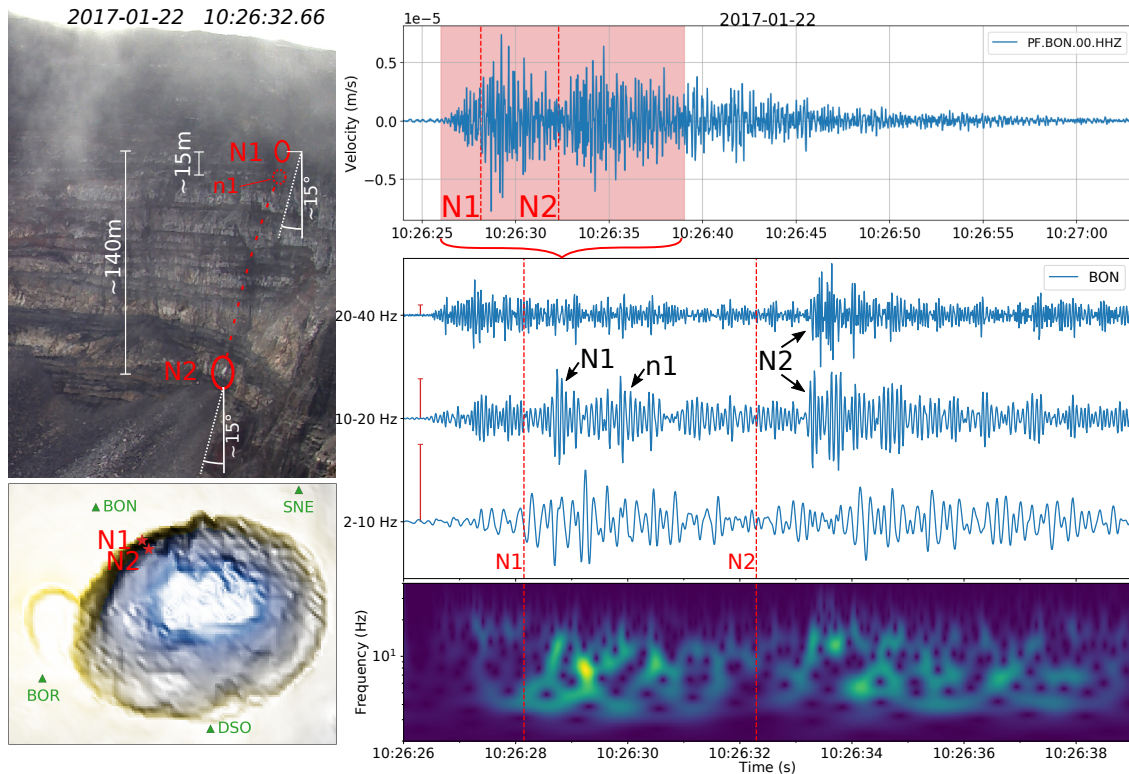 2017-01-22 10:26:32.66
N1
~15m
n1
~15°
~140m
N2
~15°
BON
SNE
N1
N2
BOR
DSO
2017-01-22
1e−5
PF.BON.00.HHZ
Velocity (m/s)
0.5
0.0
−0.5
N1 N2
10:26:25 10:26:30 10:26:35 10:26:40 10:26:45 10:26:50 10:26:55 10:27:00
BON
20-40 Hz
N1 n1 N2
10-20 Hz
2-10 Hz
N1 N2
Frequency (Hz)
10¹
10:26:26 10:26:28 10:26:30 10:26:32 10:26:34 10:26:36 10:26:38
Time (s)